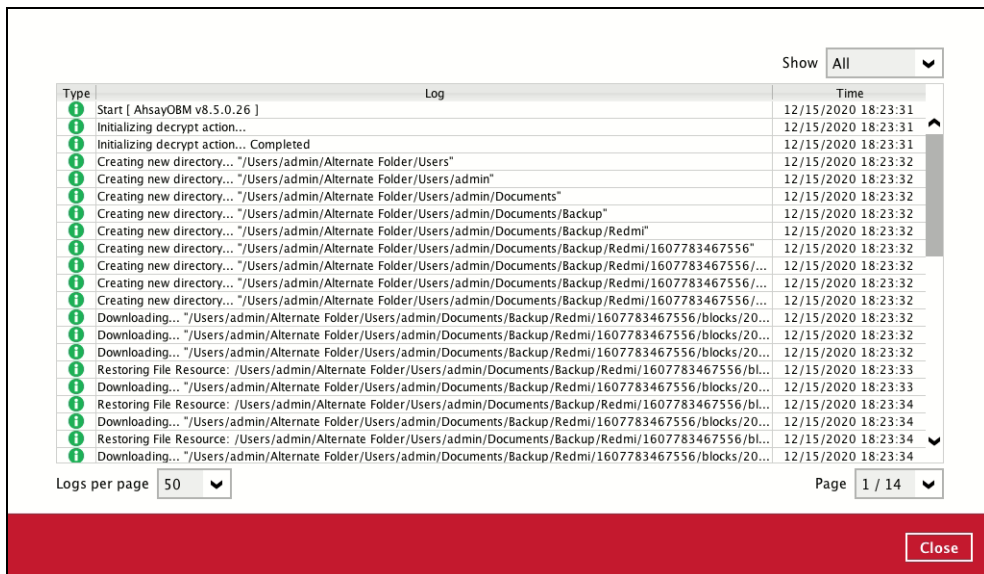 Show All
Type Log Time
Start [ AhsayOBM v8.5.0.26 ] 12/15/2020 18:23:31
Initializing decrypt action... 12/15/2020 18:23:31
Initializing decrypt action... Completed 12/15/2020 18:23:31
Creating new directory... "/Users/admin/Alternate Folder/Users" 12/15/2020 18:23:32
Creating new directory... "/Users/admin/Alternate Folder/Users/admin" 12/15/2020 18:23:32
Creating new directory... "/Users/admin/Alternate Folder/Users/admin/Documents" 12/15/2020 18:23:32
Creating new directory... "/Users/admin/Alternate Folder/Users/admin/Documents/Backup" 12/15/2020 18:23:32
Creating new directory... "/Users/admin/Alternate Folder/Users/admin/Documents/Backup/Redmi" 12/15/2020 18:23:32
Creating new directory... "/Users/admin/Alternate Folder/Users/admin/Documents/Backup/Redmi/1607783467556" 12/15/2020 18:23:32
Creating new directory... "/Users/admin/Alternate Folder/Users/admin/Documents/Backup/Redmi/1607783467556/... 12/15/2020 18:23:32
Creating new directory... "/Users/admin/Alternate Folder/Users/admin/Documents/Backup/Redmi/1607783467556/... 12/15/2020 18:23:32
Creating new directory... "/Users/admin/Alternate Folder/Users/admin/Documents/Backup/Redmi/1607783467556/... 12/15/2020 18:23:32
Downloading... "/Users/admin/Alternate Folder/Users/admin/Documents/Backup/Redmi/1607783467556/blocks/20... 12/15/2020 18:23:32
Downloading... "/Users/admin/Alternate Folder/Users/admin/Documents/Backup/Redmi/1607783467556/blocks/20... 12/15/2020 18:23:32
Downloading... "/Users/admin/Alternate Folder/Users/admin/Documents/Backup/Redmi/1607783467556/blocks/20... 12/15/2020 18:23:32
Restoring File Resource: /Users/admin/Alternate Folder/Users/admin/Documents/Backup/Redmi/1607783467556/bl... 12/15/2020 18:23:33
Downloading... "/Users/admin/Alternate Folder/Users/admin/Documents/Backup/Redmi/1607783467556/blocks/20... 12/15/2020 18:23:33
Restoring File Resource: /Users/admin/Alternate Folder/Users/admin/Documents/Backup/Redmi/1607783467556/bl... 12/15/2020 18:23:34
Downloading... "/Users/admin/Alternate Folder/Users/admin/Documents/Backup/Redmi/1607783467556/blocks/20... 12/15/2020 18:23:34
Restoring File Resource: /Users/admin/Alternate Folder/Users/admin/Documents/Backup/Redmi/1607783467556/bl... 12/15/2020 18:23:34
Downloading... "/Users/admin/Alternate Folder/Users/admin/Documents/Backup/Redmi/1607783467556/blocks/20... 12/15/2020 18:23:34
Logs per page 50 Page 1 / 14
Close